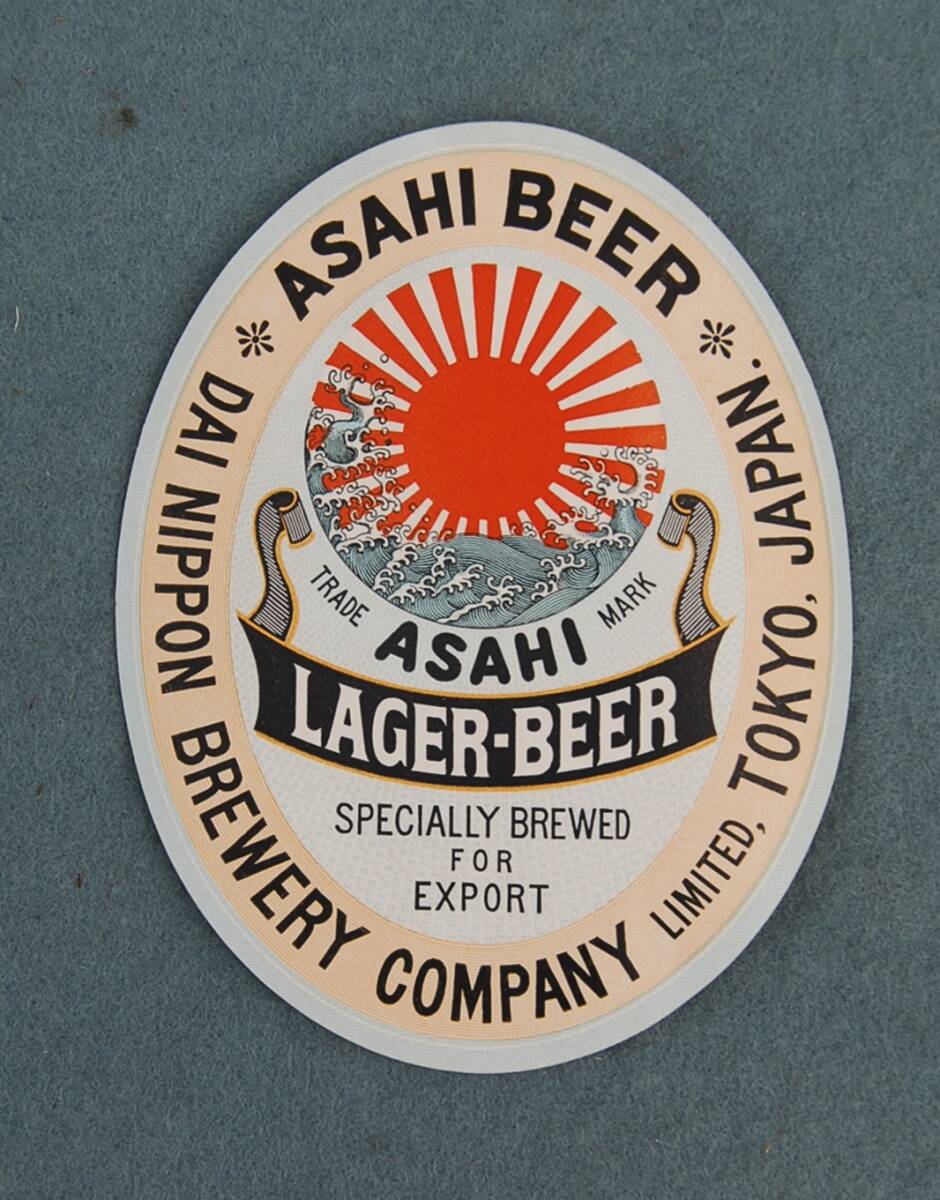 ASAHI BEER
DAI NIPPON BREWERY COMPANY LIMITED, TOKYO, JAPAN.
TRADE MARK
ASAHI
LAGER-BEER
SPECIALLY BREWED
FOR
EXPORT